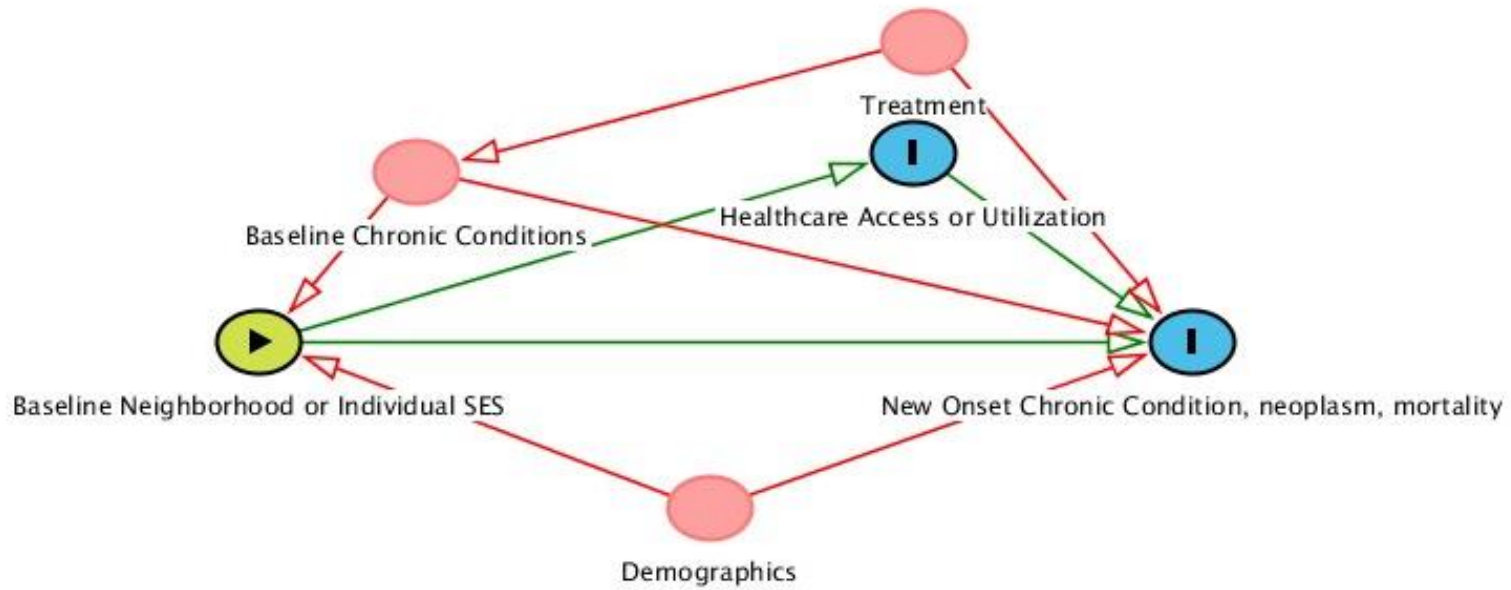 Treatment
Healthcare Access or Utilization
Baseline Chronic Conditions
Baseline Neighborhood or Individual SES
New Onset Chronic Condition, neoplasm, mortality
Demographics